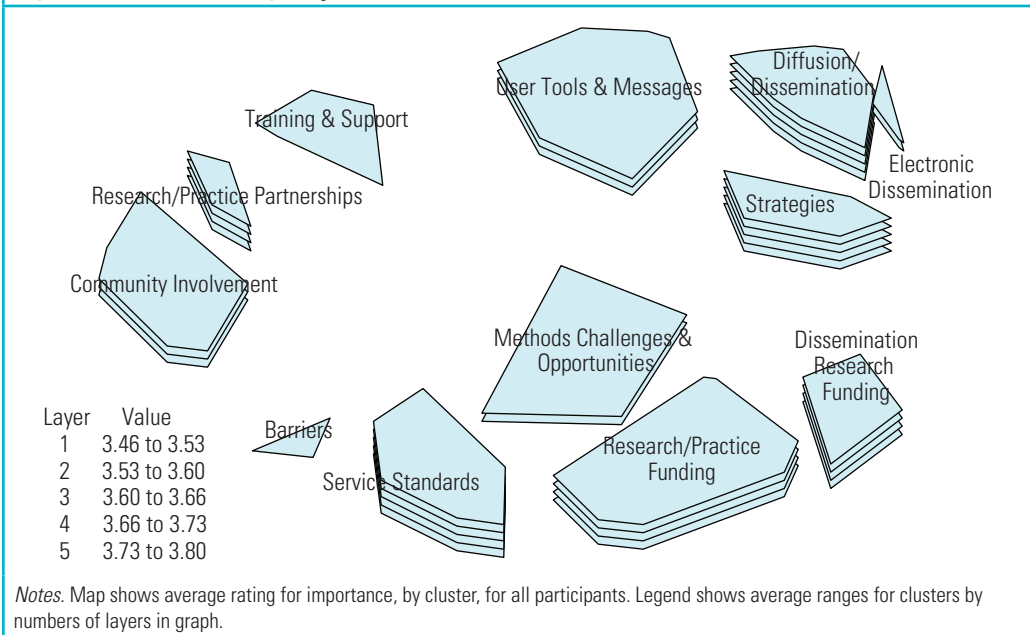 Diffusion/
Dissemination
User Tools & Messages
Training & Support
Electronic
Dissemination
Research/Practice Partnerships
Strategies
Community Involvement
Methods Challenges &
Opportunities
Dissemination
Research
Funding
Barriers
Research/Practice
Funding
Service Standards
Layer Value
1 3.46 to 3.53
2 3.53 to 3.60
3 3.60 to 3.66
4 3.66 to 3.73
5 3.73 to 3.80
Notes. Map shows average rating for importance, by cluster, for all participants. Legend shows average ranges for clusters by
numbers of layers in graph.